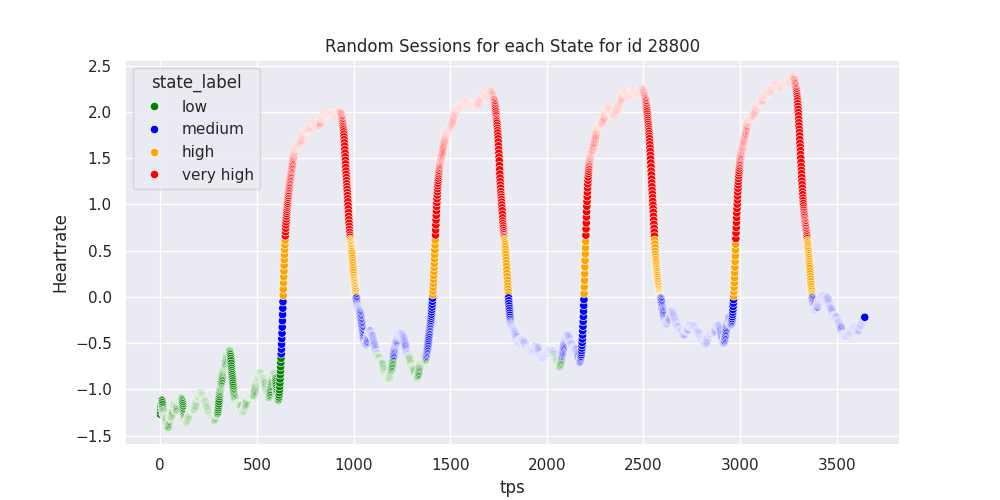 Random Sessions for each State for id 28800
state_label
low
medium
high
very high
Heartrate
2.5
2.0
1.5
1.0
0.5
0.0
−0.5
−1.0
−1.5
0 500 1000 1500 2000 2500 3000 3500
tps